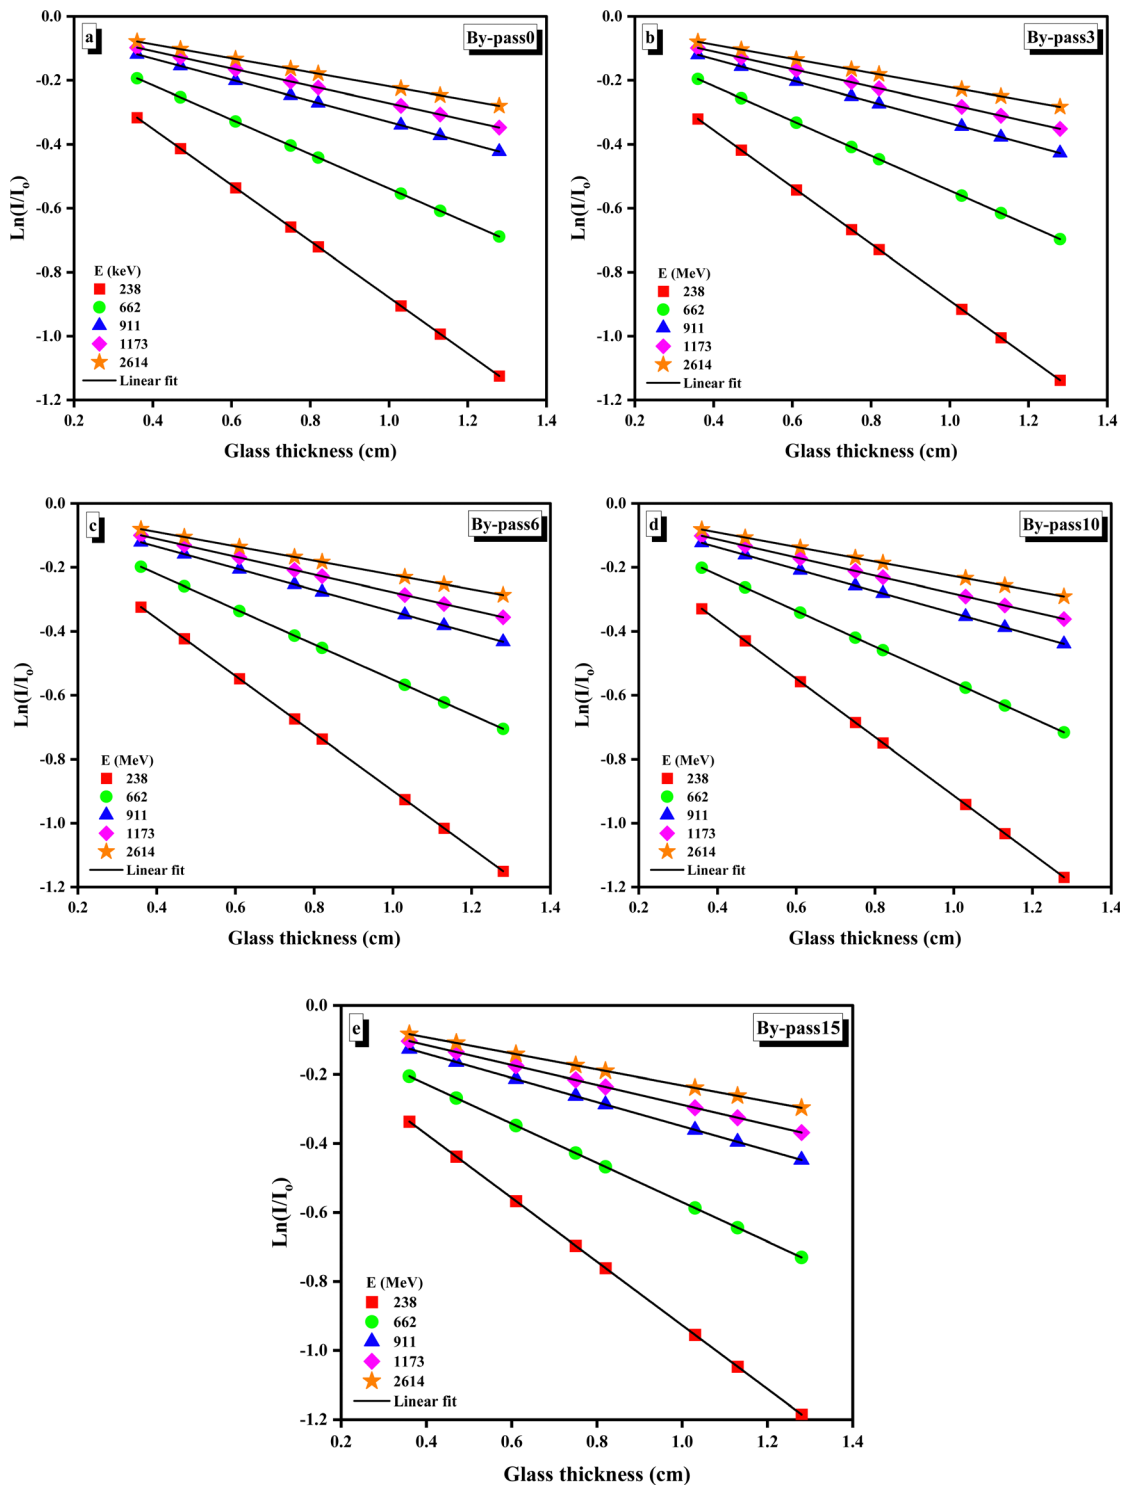 a
By-pass0
0.0
-0.2
-0.4
-0.6
-0.8
-1.0
-1.2
Ln(I/Io)
E (keV)
238
662
911
1173
2614
Linear fit
0.2 0.4 0.6 0.8 1.0 1.2 1.4
Glass thickness (cm)
b
By-pass3
0.0
-0.2
-0.4
-0.6
-0.8
-1.0
-1.2
Ln(I/Io)
E (MeV)
238
662
911
1173
2614
Linear fit
0.2 0.4 0.6 0.8 1.0 1.2 1.4
Glass thickness (cm)
c
By-pass6
0.0
-0.2
-0.4
-0.6
-0.8
-1.0
-1.2
Ln(I/Io)
E (MeV)
238
662
911
1173
2614
Linear fit
0.2 0.4 0.6 0.8 1.0 1.2 1.4
Glass thickness (cm)
d
By-pass10
0.0
-0.2
-0.4
-0.6
-0.8
-1.0
-1.2
Ln(I/Io)
E (MeV)
238
662
911
1173
2614
Linear fit
0.2 0.4 0.6 0.8 1.0 1.2 1.4
Glass thickness (cm)
e
By-pass15
0.0
-0.2
-0.4
-0.6
-0.8
-1.0
-1.2
Ln(I/Io)
E (MeV)
238
662
911
1173
2614
Linear fit
0.2 0.4 0.6 0.8 1.0 1.2 1.4
Glass thickness (cm)